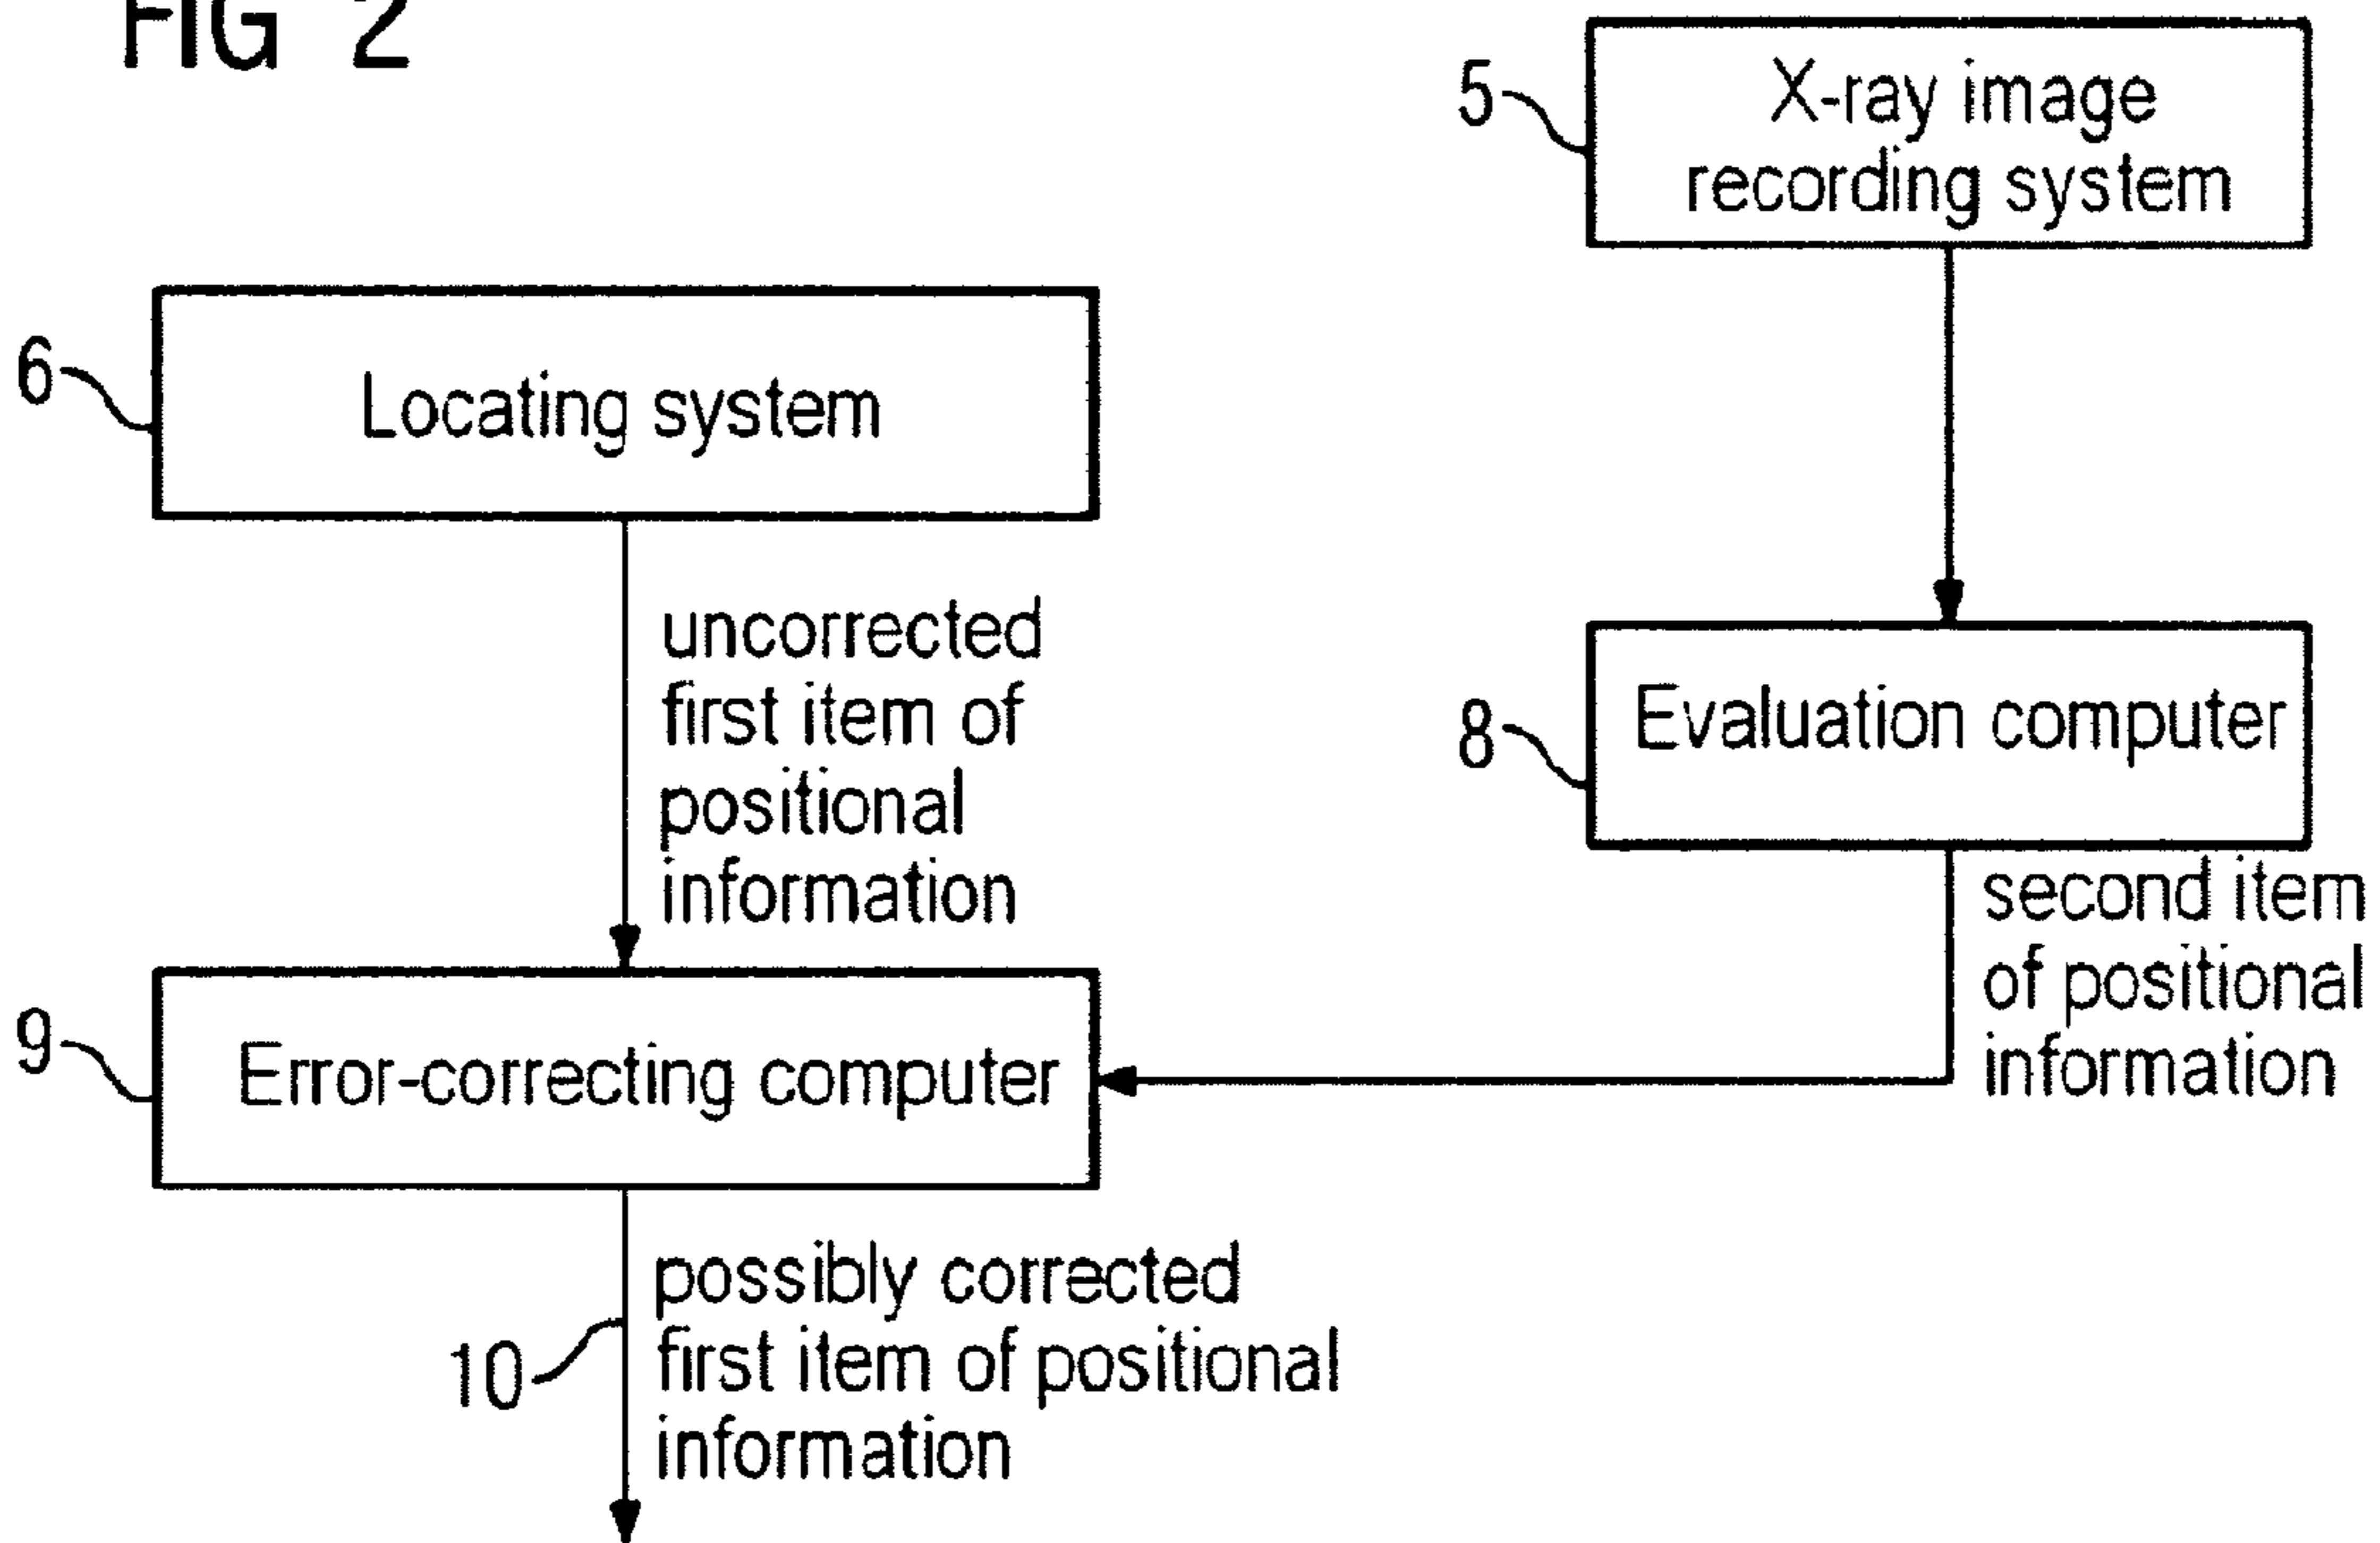 FIG 2
5
X-ray image
recording system
6
Locating system
uncorrected
first item of
positional
information
8
Evaluation computer
second item
of positional
information
9
Error-correcting computer
10
possibly corrected
first item of positional
information